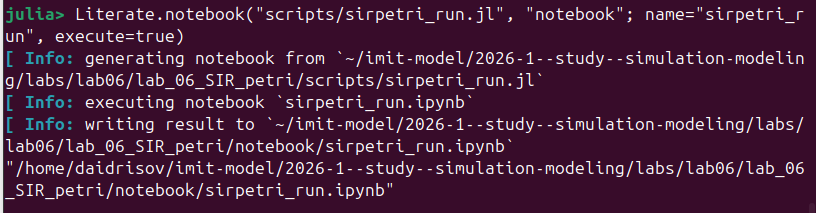 julia> Literate.notebook("scripts/sirpetri_run.jl", "notebook"; name="sirpetri_r
un", execute=true)
[ Info: generating notebook from `~/imit-model/2026-1--study--simulation-modelin
g/labs/lab06/lab_06_SIR_petri/scripts/sirpetri_run.jl`
[ Info: executing notebook `sirpetri_run.ipynb`
[ Info: writing result to `~/imit-model/2026-1--study--simulation-modeling/labs/
lab06/lab_06_SIR_petri/notebook/sirpetri_run.ipynb`
"/home/daidrisov/imit-model/2026-1--study--simulation-modeling/labs/lab06/lab_06
_SIR_petri/notebook/sirpetri_run.ipynb"